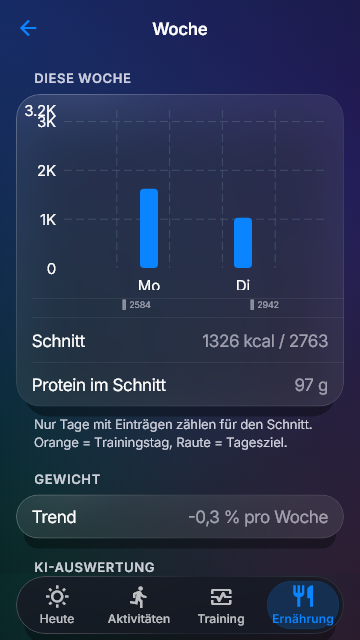 Woche
DIESE WOCHE
3.2K
3K
2K
1K
0
Mo Di
2584 2942
Schnitt 1326 kcal / 2763
Protein im Schnitt 97 g
Nur Tage mit Einträgen zählen für den Schnitt.
Orange = Trainingstag, Raute = Tagesziel.
GEWICHT
Trend -0,3 % pro Woche
KI-AUSWERTUNG
Heute Aktivitäten Training Ernährung